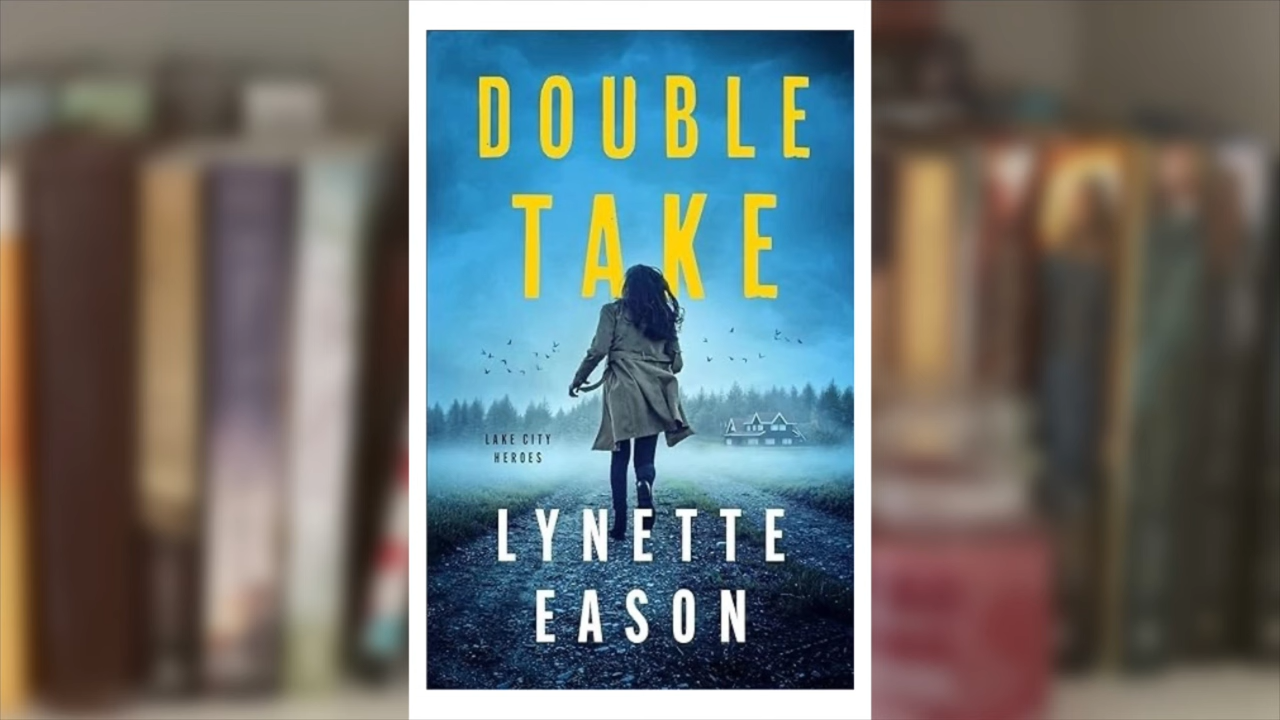 DOUBLE
TAKE
LAKE CITY
HEROES
LYNETTE
EASON